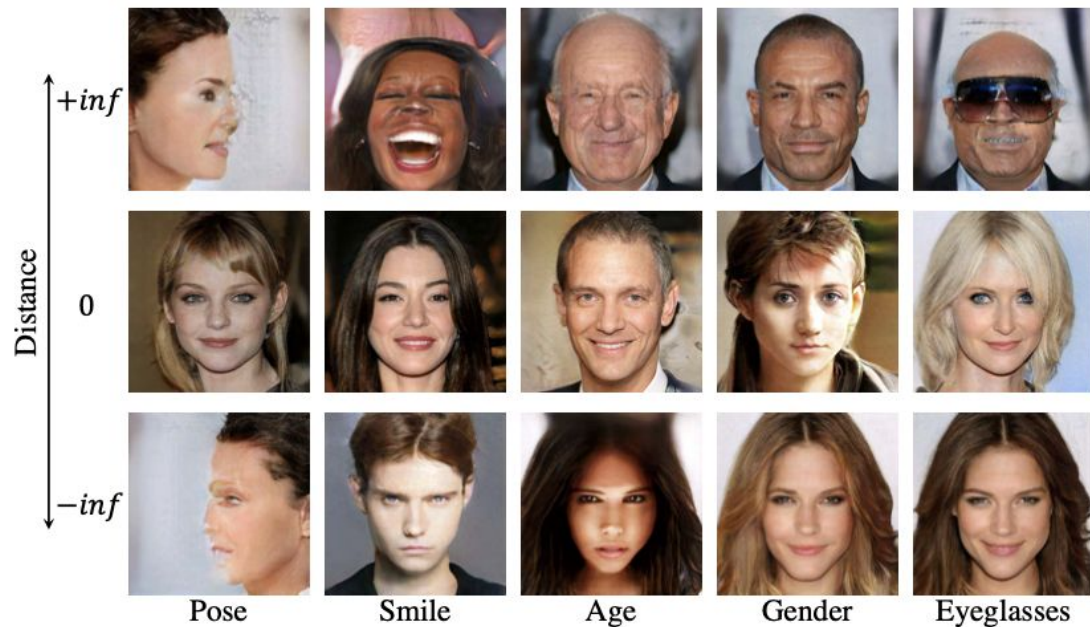 Distance
+inf
0
−inf
Pose
Smile
Age
Gender
Eyeglasses